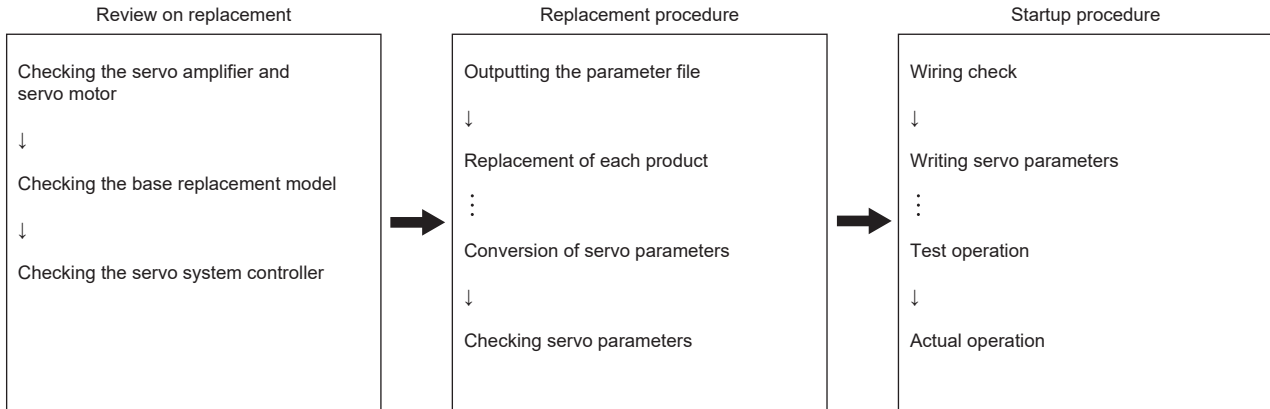 Review on replacement
Checking the servo amplifier and
servo motor
↓
Checking the base replacement model
↓
Checking the servo system controller
Replacement procedure
Outputting the parameter file
↓
Replacement of each product
⋮
Conversion of servo parameters
↓
Checking servo parameters
Startup procedure
Wiring check
↓
Writing servo parameters
⋮
Test operation
↓
Actual operation